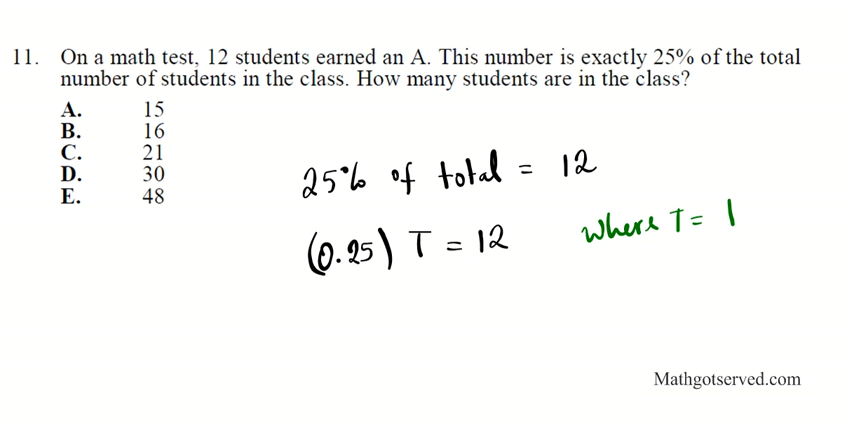 11. On a math test, 12 students earned an A. This number is exactly 25% of the total
number of students in the class. How many students are in the class?
A. 15
B. 16
C. 21
D. 30
E. 48
25% of total = 12
(0.25) T = 12
where T =
Mathgotserved.com